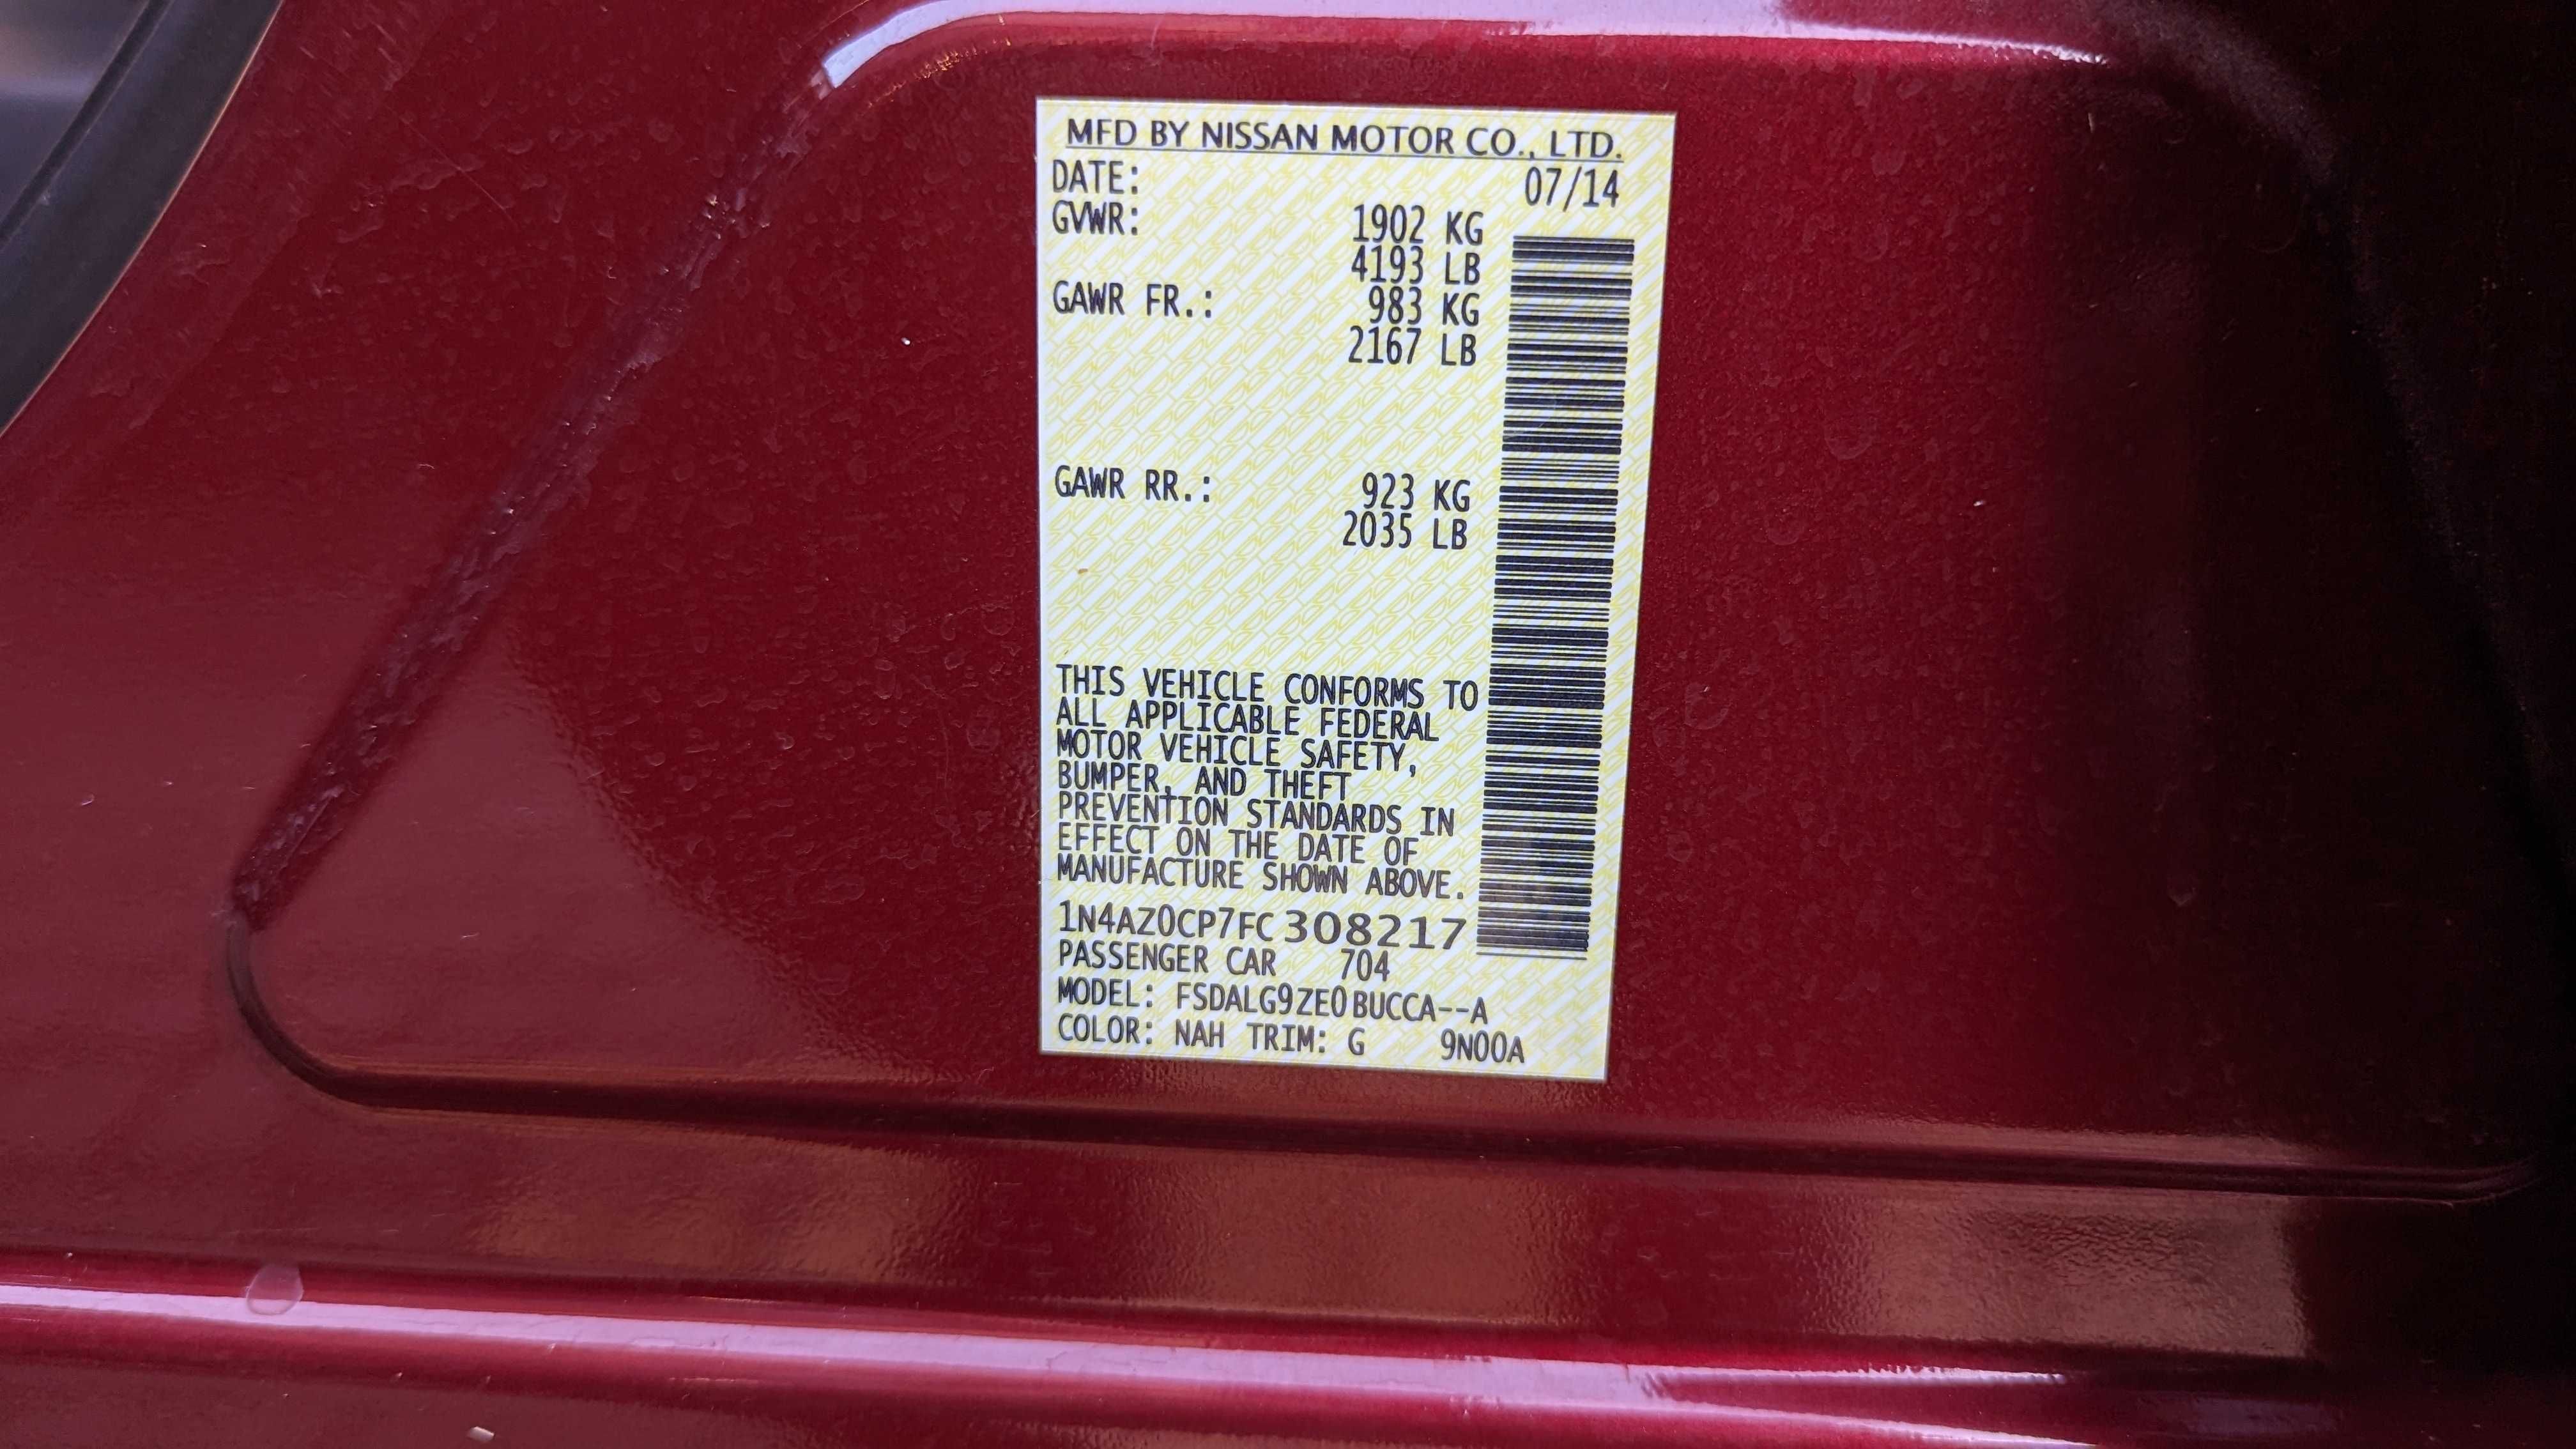 MFD BY NISSAN MOTOR CO., LTD.
DATE: 07/14
GVWR: 1902 KG
4193 LB
GAWR FR.: 983 KG
2167 LB
GAWR RR.: 923 KG
2035 LB
THIS VEHICLE CONFORMS TO
ALL APPLICABLE FEDERAL
MOTOR VEHICLE SAFETY,
BUMPER, AND THEFT
PREVENTION STANDARDS IN
EFFECT ON THE DATE OF
MANUFACTURE SHOWN ABOVE.
1N4AZ0CP7FC308217
PASSENGER CAR 704
MODEL: FSDALG9ZE0BUCCA--A
COLOR: NAH TRIM: G 9N00A